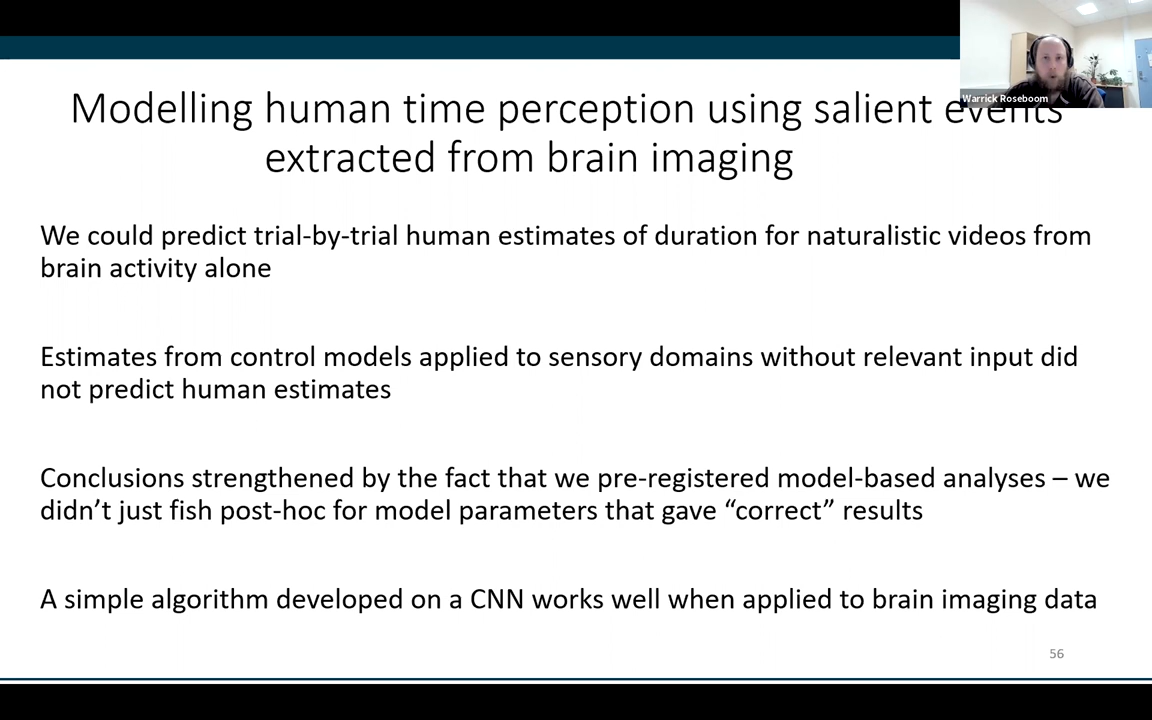 Warrick Roseboom
Modelling human time perception using salient events
extracted from brain imaging
We could predict trial-by-trial human estimates of duration for naturalistic videos from
brain activity alone
Estimates from control models applied to sensory domains without relevant input did
not predict human estimates
Conclusions strengthened by the fact that we pre-registered model-based analyses – we
didn’t just fish post-hoc for model parameters that gave “correct” results
A simple algorithm developed on a CNN works well when applied to brain imaging data
56